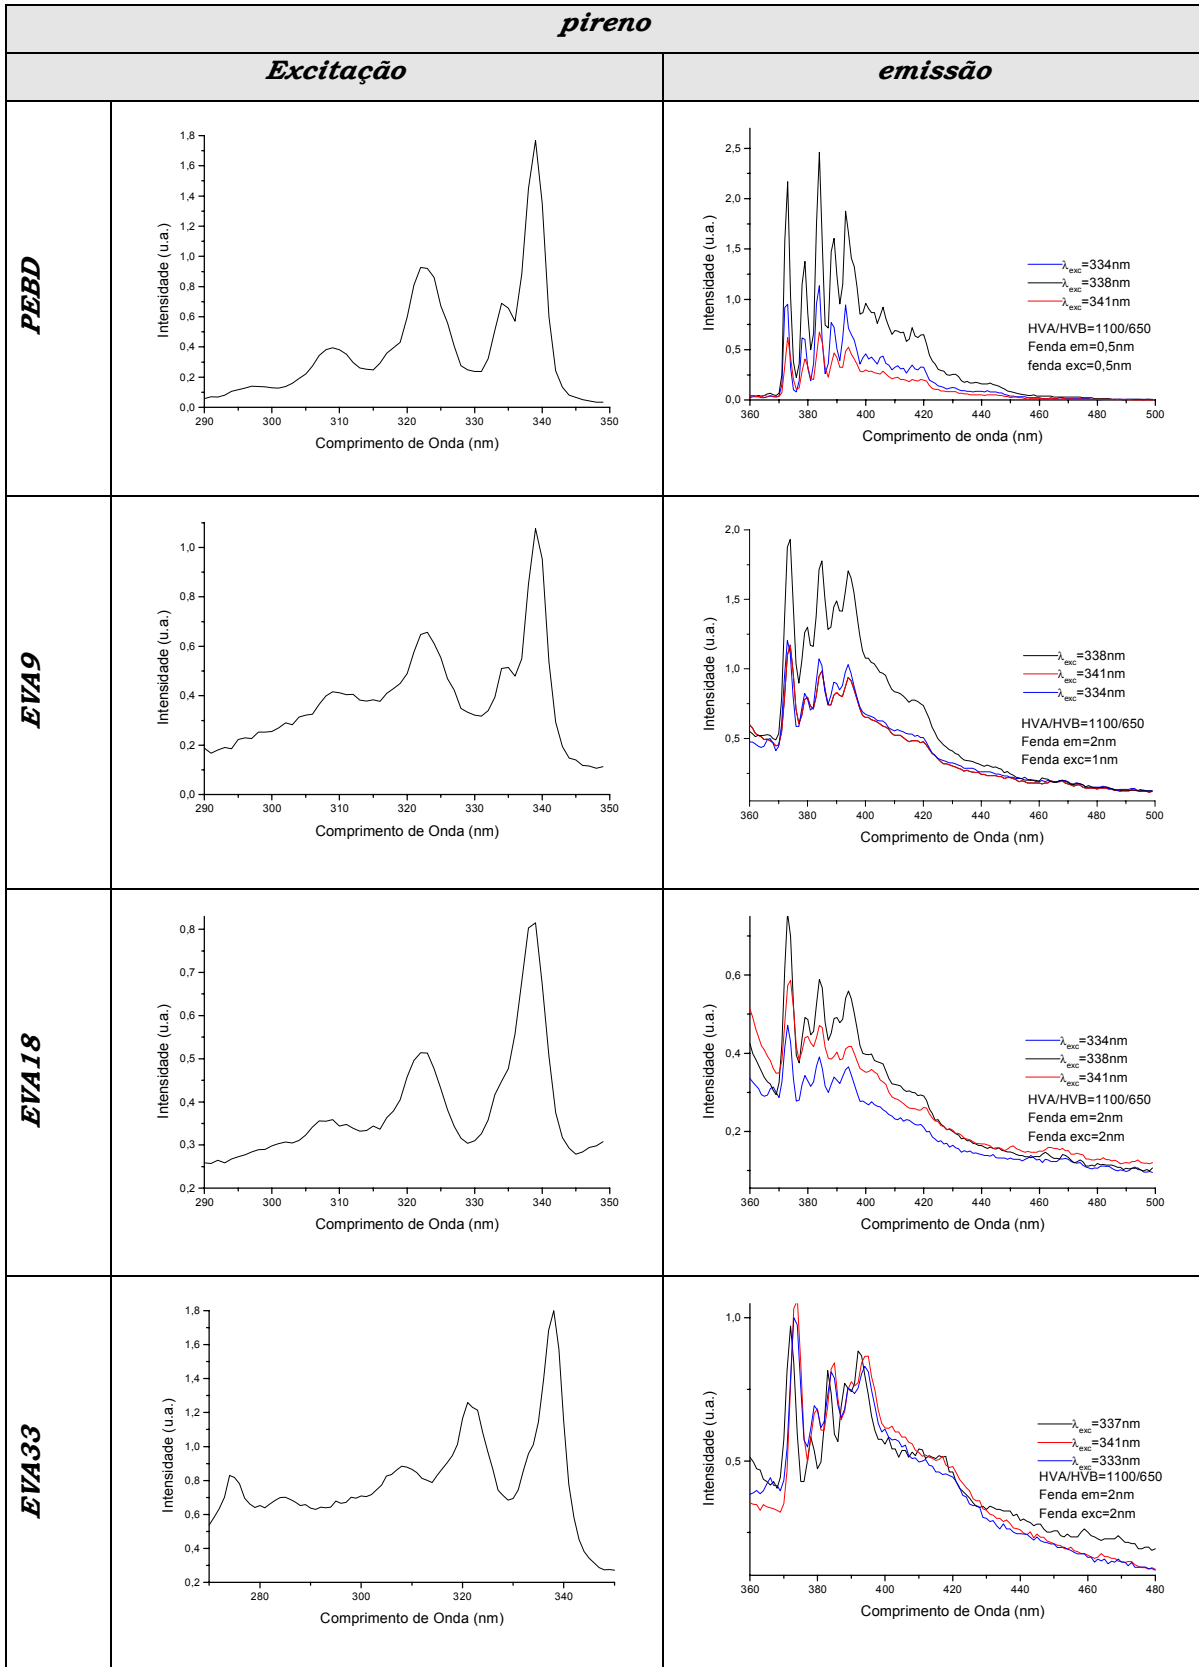 pireno
Excitação
emissão
PEBD
Intensidade (u.a.)
1,8
1,6
1,4
1,2
1,0
0,8
0,6
0,4
0,2
0,0
290 300 310 320 330 340 350
Comprimento de Onda (nm)
Intensidade (u.a.)
2,5
2,0
1,5
1,0
0,5
0,0
360 380 400 420 440 460 480 500
Comprimento de onda (nm)
λexc=334nm
λexc=338nm
λexc=341nm
HVA/HVB=1100/650
Fenda em=0,5nm
fenda exc=0,5nm
EVA9
Intensidade (u.a.)
1,0
0,8
0,6
0,4
0,2
0,0
290 300 310 320 330 340 350
Comprimento de Onda (nm)
Intensidade (u.a.)
2,0
1,5
1,0
0,5
360 380 400 420 440 460 480 500
Comprimento de Onda (nm)
λexc=338nm
λexc=341nm
λexc=334nm
HVA/HVB=1100/650
Fenda em=2nm
Fenda exc=1nm
EVA18
Intensidade (u.a.)
0,8
0,7
0,6
0,5
0,4
0,3
0,2
290 300 310 320 330 340 350
Comprimento de Onda (nm)
Intensidade (u.a.)
0,6
0,4
0,2
360 380 400 420 440 460 480 500
Comprimento de Onda (nm)
λexc=334nm
λexc=338nm
λexc=341nm
HVA/HVB=1100/650
Fenda em=2nm
Fenda exc=2nm
EVA33
Intensidade (u.a.)
1,8
1,6
1,4
1,2
1,0
0,8
0,6
0,4
0,2
280 300 320 340
Comprimento de Onda (nm)
Intensidade (u.a.)
1,0
0,5
360 380 400 420 440 460 480
Comprimento de Onda (nm)
λexc=337nm
λexc=341nm
λexc=333nm
HVA/HVB=1100/650
Fenda em=2nm
Fenda exc=2nm